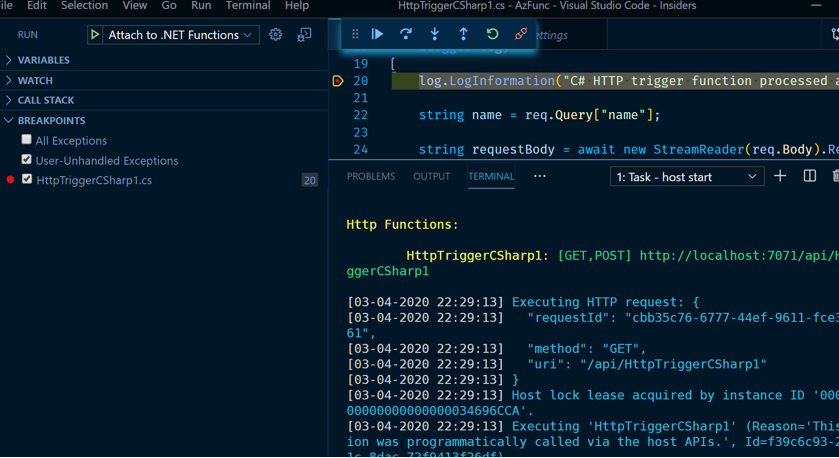 File Edit Selection View Go Run Terminal Help HttpTriggerCSharp1.cs - AzFunc - Visual Studio Code - Insiders
RUN Attach to .NET Functions
VARIABLES
WATCH
CALL STACK
BREAKPOINTS
All Exceptions
User-Unhandled Exceptions
HttpTriggerCSharp1.cs 20
ettings
19 {
20 log.LogInformation("C# HTTP trigger function processed a
21
22 string name = req.Query["name"];
23
24 string requestBody = await new StreamReader(req.Body).Re
PROBLEMS OUTPUT TERMINAL ... 1: Task - host start
Http Functions:
HttpTriggerCSharp1: [GET,POST] http://localhost:7071/api/H
ggerCSharp1
[03-04-2020 22:29:13] Executing HTTP request: {
[03-04-2020 22:29:13] "requestId": "cbb35c76-6777-44ef-9611-fce3
61",
[03-04-2020 22:29:13] "method": "GET",
[03-04-2020 22:29:13] "uri": "/api/HttpTriggerCSharp1"
[03-04-2020 22:29:13] }
[03-04-2020 22:29:13] Host lock lease acquired by instance ID '000
00000000000000034696CCA'.
[03-04-2020 22:29:13] Executing 'HttpTriggerCSharp1' (Reason='This
ion was programmatically called via the host APIs.', Id=f39c6c93-2
1c-8dac-72f9413f26df)